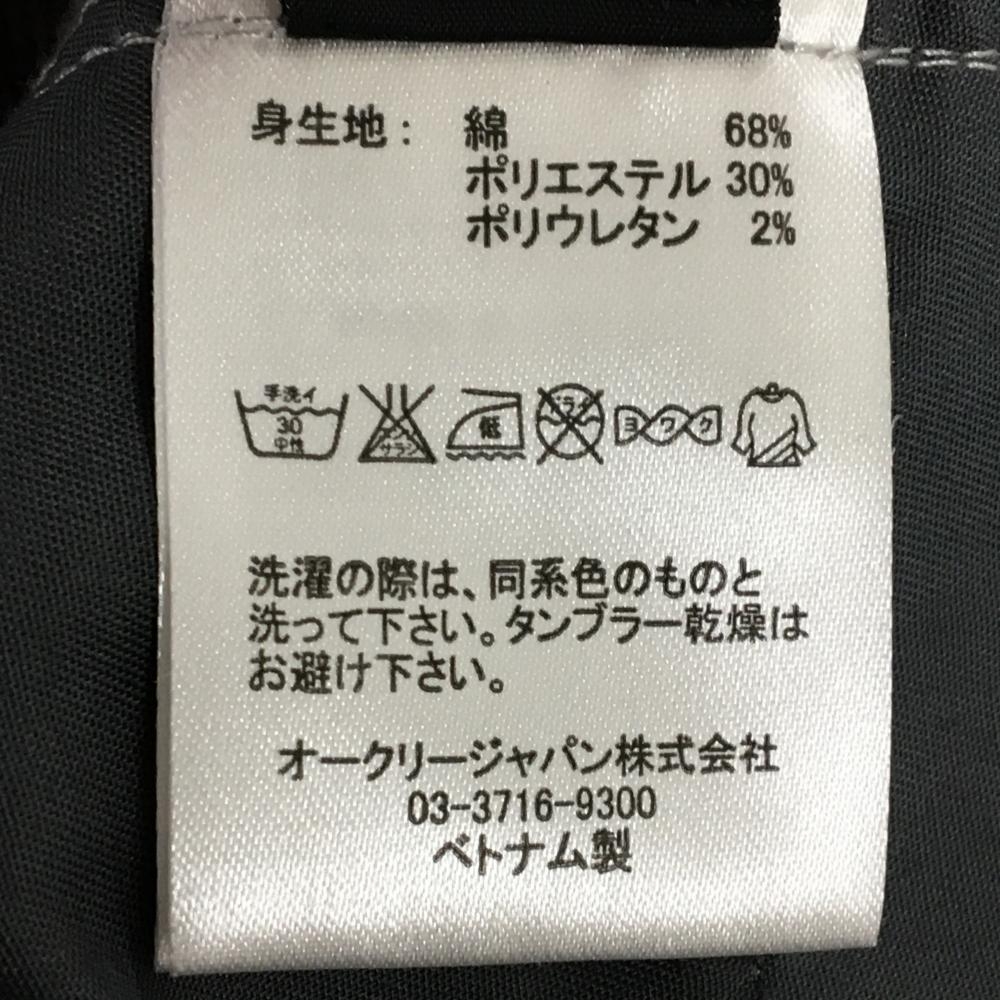 身生地： 綿 68%
ポリエステル 30%
ポリウレタン 2%
手洗イ
30
中性
エンソ
サラシ
低
ドライ
ヨワク
洗濯の際は、同系色のものと
洗って下さい。タンブラー乾燥は
お避け下さい。
オークリージャパン株式会社
03-3716-9300
ベトナム製